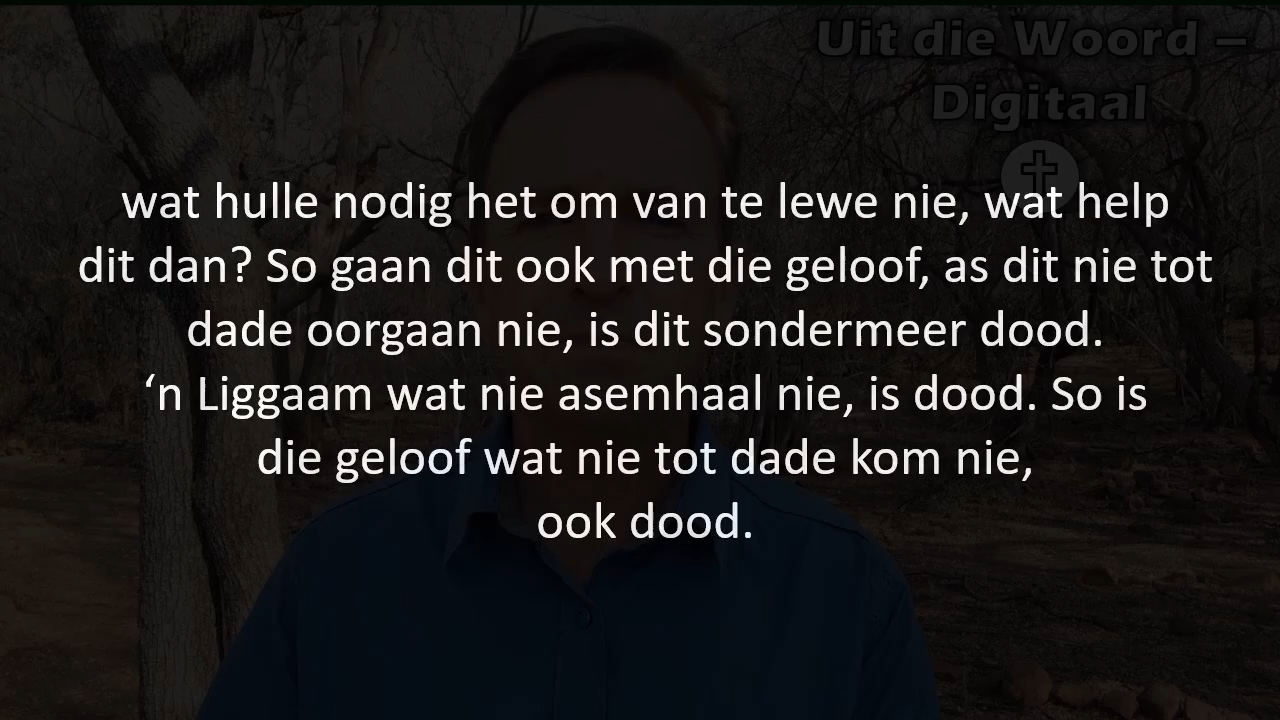 Uit die Woord –
Digitaal
wat hulle nodig het om van te lewe nie, wat help
dit dan? So gaan dit ook met die geloof, as dit nie tot
dade oorgaan nie, is dit sondermeer dood.
‘n Liggaam wat nie asemhaal nie, is dood. So is
die geloof wat nie tot dade kom nie,
ook dood.